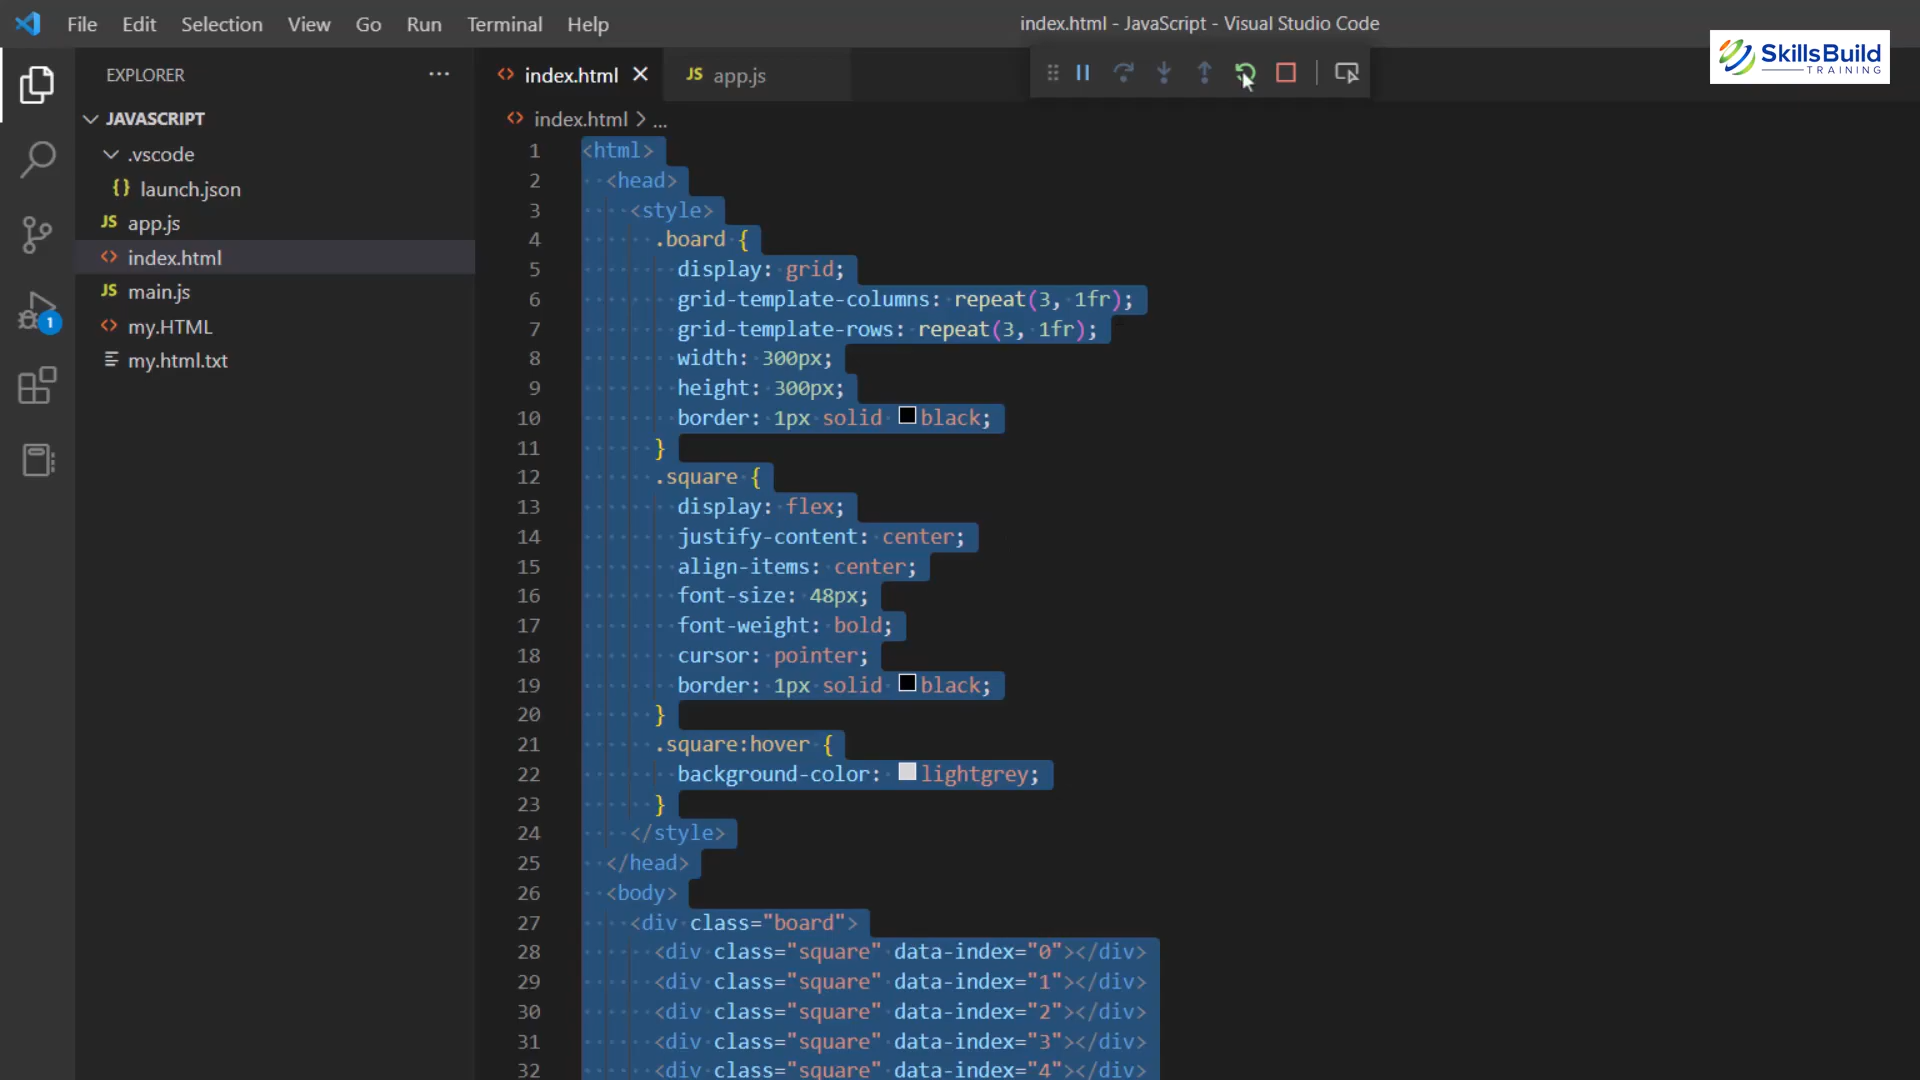 File Edit Selection View Go Run Terminal Help
index.html - JavaScript - Visual Studio Code
SkillsBuild
TRAINING
EXPLORER
JAVASCRIPT
.vscode
{} launch.json
JS app.js
<> index.html
JS main.js
<> my.HTML
my.html.txt
1
<> index.html
JS app.js
<> index.html > ...
1 <html>
2 <head>
3 <style>
4 .board {
5 display: grid;
6 grid-template-columns: repeat(3, 1fr);
7 grid-template-rows: repeat(3, 1fr);
8 width: 300px;
9 height: 300px;
10 border: 1px solid black;
11 }
12 .square {
13 display: flex;
14 justify-content: center;
15 align-items: center;
16 font-size: 48px;
17 font-weight: bold;
18 cursor: pointer;
19 border: 1px solid black;
20 }
21 .square:hover {
22 background-color: lightgrey;
23 }
24 </style>
25 </head>
26 <body>
27 <div class="board">
28 <div class="square" data-index="0"></div>
29 <div class="square" data-index="1"></div>
30 <div class="square" data-index="2"></div>
31 <div class="square" data-index="3"></div>
32 <div class="square" data-index="4"></div>